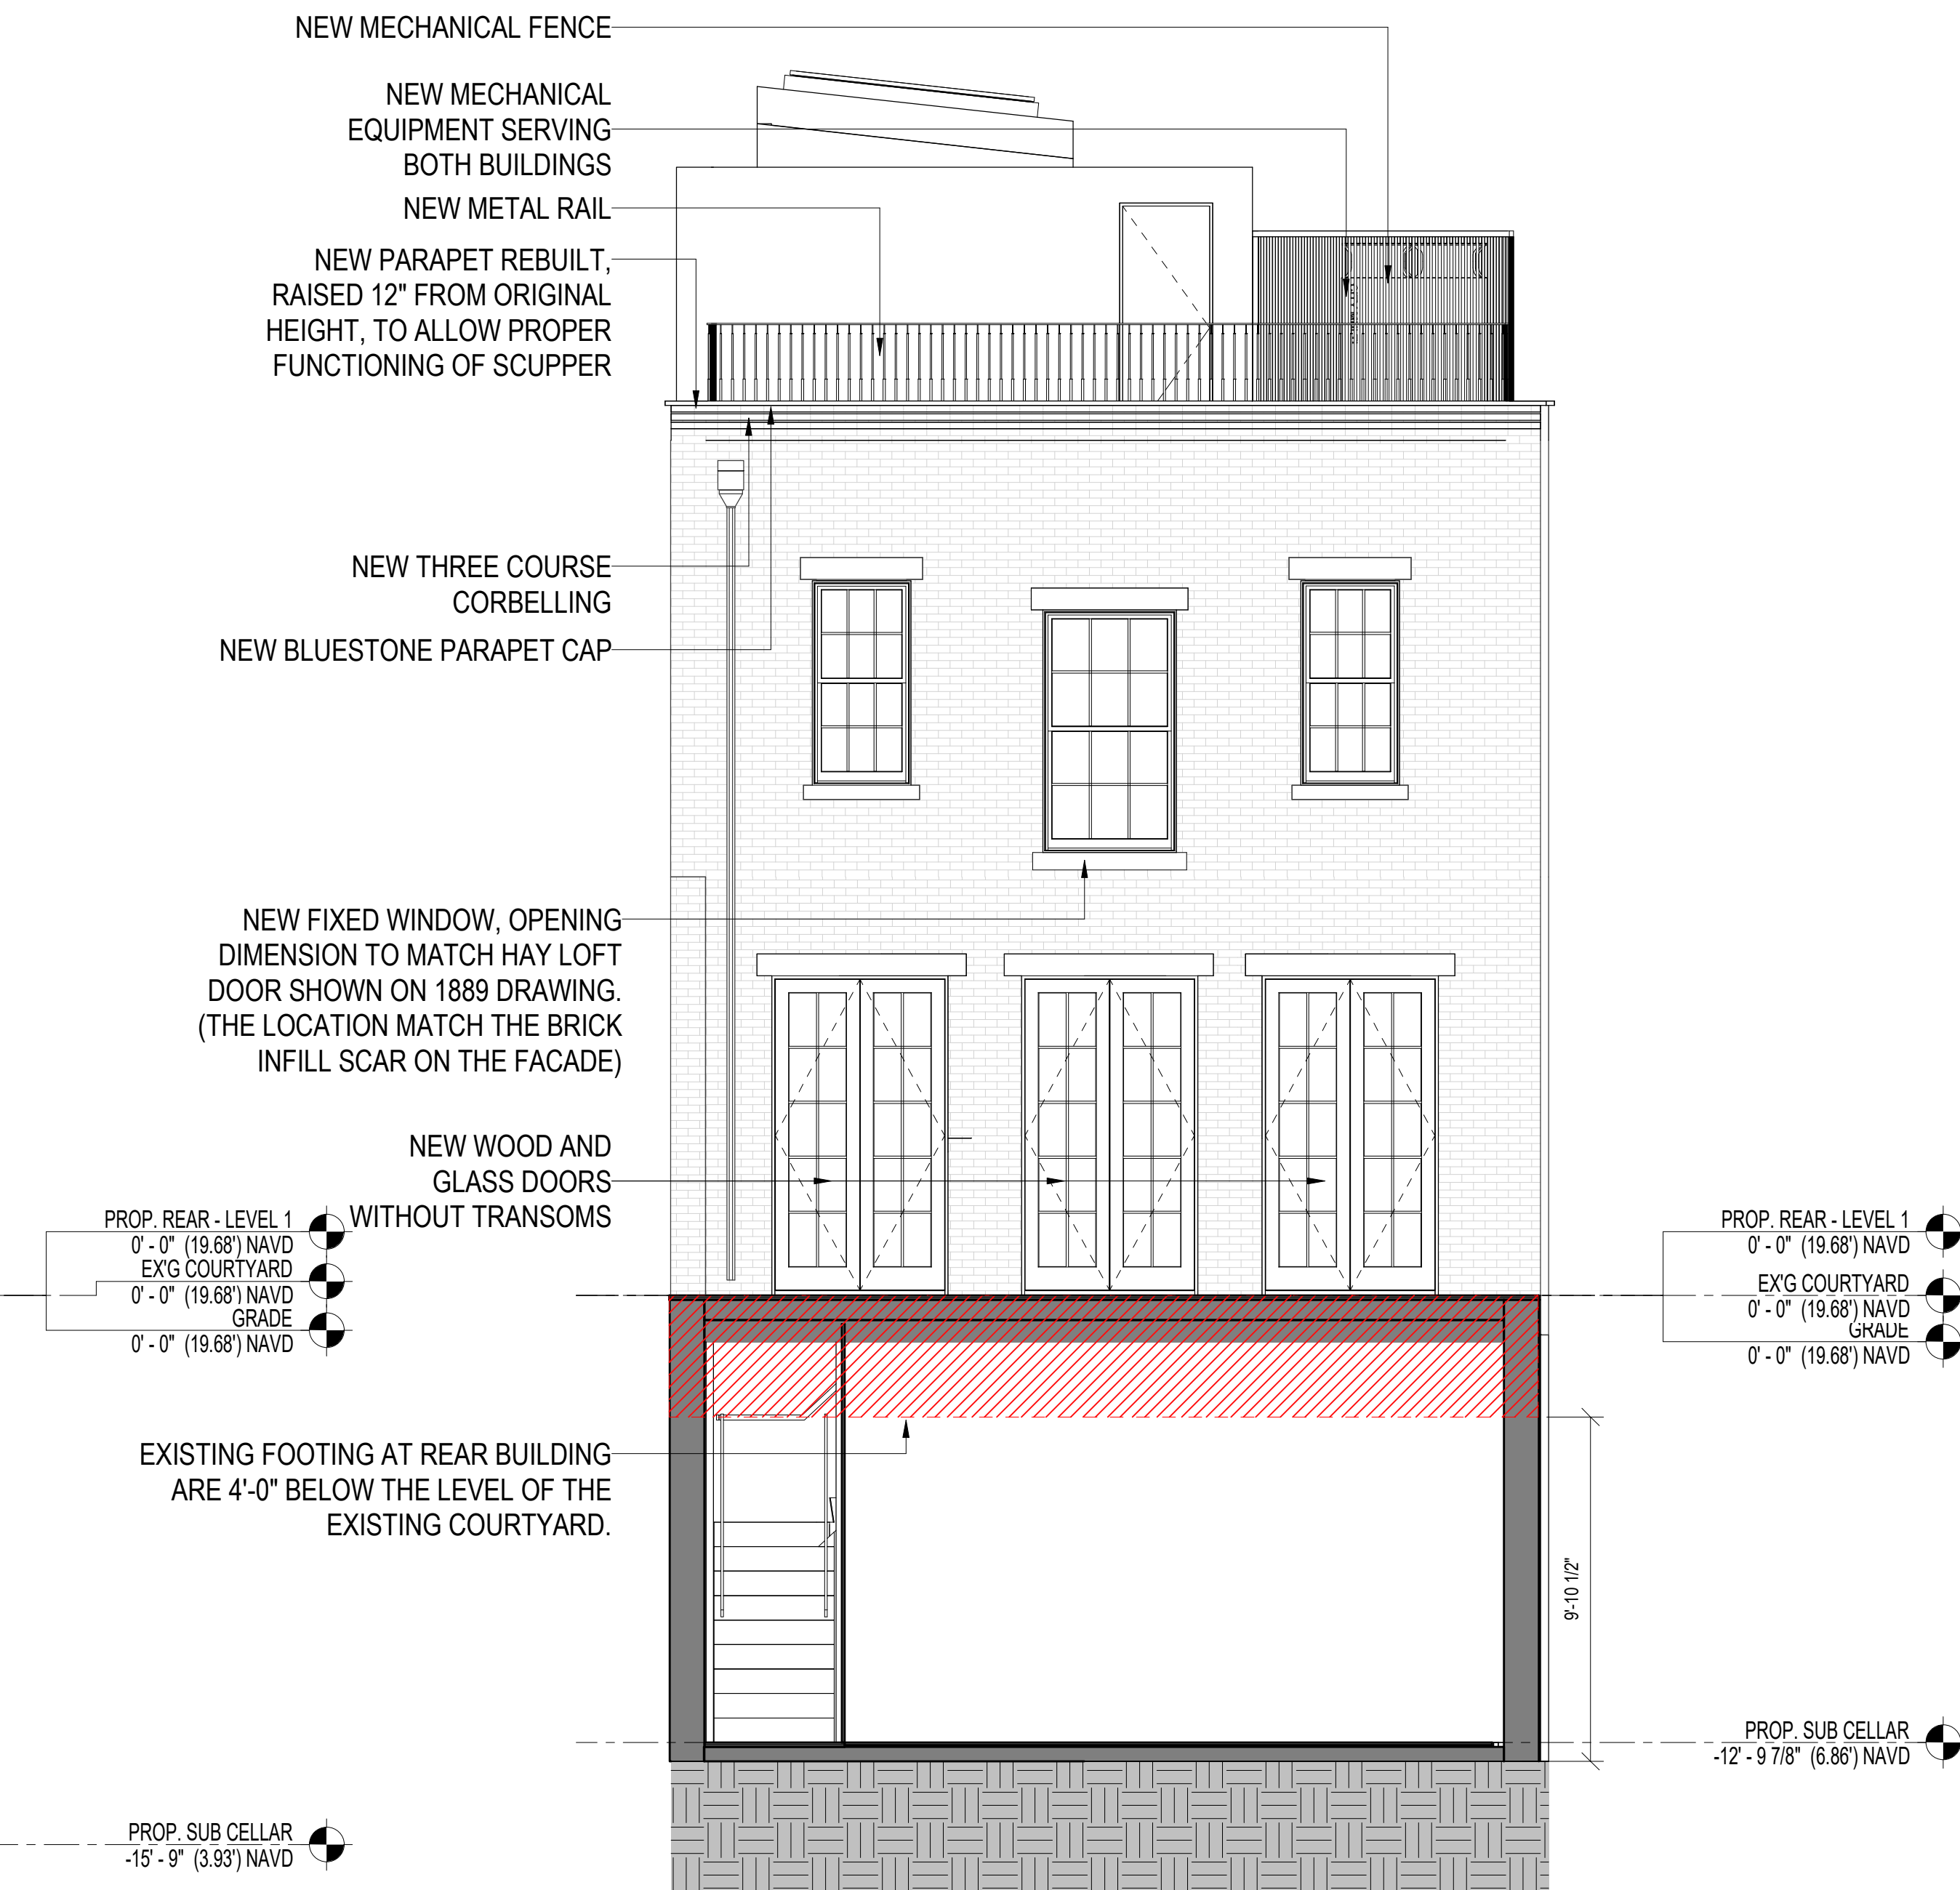 NEW MECHANICAL FENCE
NEW MECHANICAL
EQUIPMENT SERVING
BOTH BUILDINGS
NEW METAL RAIL
NEW PARAPET REBUILT,
RAISED 12" FROM ORIGINAL
HEIGHT, TO ALLOW PROPER
FUNCTIONING OF SCUPPER
NEW THREE COURSE
CORBELLING
NEW BLUESTONE PARAPET CAP
NEW FIXED WINDOW, OPENING
DIMENSION TO MATCH HAY LOFT
DOOR SHOWN ON 1889 DRAWING.
(THE LOCATION MATCH THE BRICK
INFILL SCAR ON THE FACADE)
NEW WOOD AND
GLASS DOORS
WITHOUT TRANSOMS
PROP. REAR - LEVEL 1
0' - 0" (19.68') NAVD
EX'G COURTYARD
0' - 0" (19.68') NAVD
GRADE
0' - 0" (19.68') NAVD
PROP. REAR - LEVEL 1
0' - 0" (19.68') NAVD
EX'G COURTYARD
0' - 0" (19.68') NAVD
GRADE
0' - 0" (19.68') NAVD
EXISTING FOOTING AT REAR BUILDING
ARE 4'-0" BELOW THE LEVEL OF THE
EXISTING COURTYARD.
9'-10 1/2"
PROP. SUB CELLAR
-12' - 9 7/8" (6.86') NAVD
PROP. SUB CELLAR
-15' - 9" (3.93') NAVD